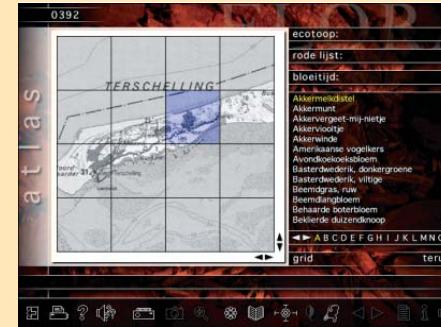 0392
ecotoop:
rode lijst:
bloeitijd:
atlas
TERSCHELLING
Akkermelkdistel
Akkermunt
Akkervergeet-mij-nietje
Akkerviooltje
Akkerwinde
Amerikaanse vogelkers
Avondkoekoeksbloem
Basterdwederik, donkergroene
Basterdwederik, viltige
Beemdgras, ruw
Beemdlangbloem
Behaarde boterbloem
Beklierde duizendknoop
A B C D E F G H I J K L M N O
grid
teru